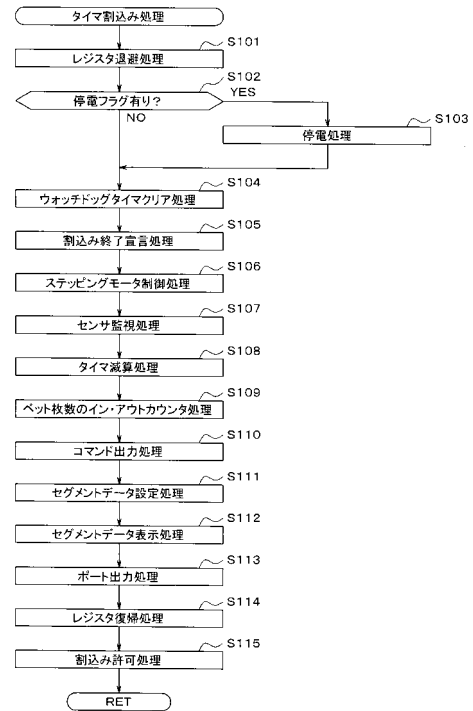 タイマ割込み処理
S101
レジスタ退避処理
S102
停電フラグ有り?
YES
NO
S103
停電処理
S104
ウォッチドッグタイマクリア処理
S105
割込み終了宣言処理
S106
ステッピングモータ制御処理
S107
センサ監視処理
S108
タイマ減算処理
S109
ベット枚数のイン・アウトカウンタ処理
S110
コマンド出力処理
S111
セグメントデータ設定処理
S112
セグメントデータ表示処理
S113
ポート出力処理
S114
レジスタ復帰処理
S115
割込み許可処理
RET